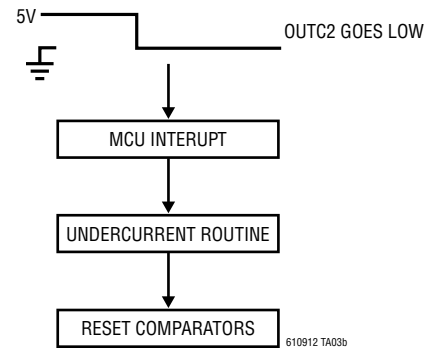 5V
OUTC2 GOES LOW
MCU INTERUPT
UNDERCURRENT ROUTINE
RESET COMPARATORS
610912 TA03b